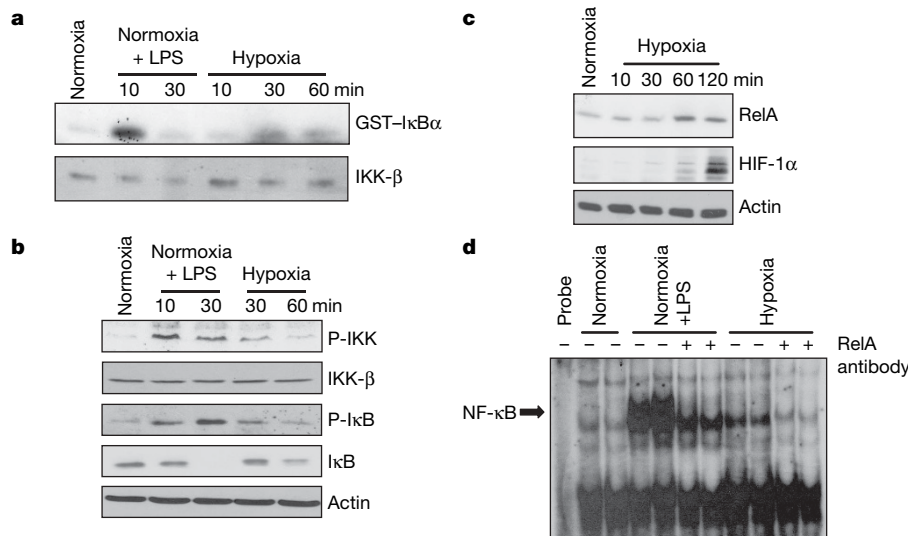 a
Normoxia
Normoxia
+ LPS
Hypoxia
10 30 10 30 60 min
GST–IκBα
IKK-β
b
Normoxia
Normoxia
+ LPS
Hypoxia
10 30 30 60 min
P-IKK
IKK-β
P-IκB
IκB
Actin
c
Normoxia
Hypoxia
10 30 60 120 min
RelA
HIF-1α
Actin
d
Probe
Normoxia
Normoxia
+LPS
Hypoxia
– – – – – + + – – + + RelA
antibody
NF-κB